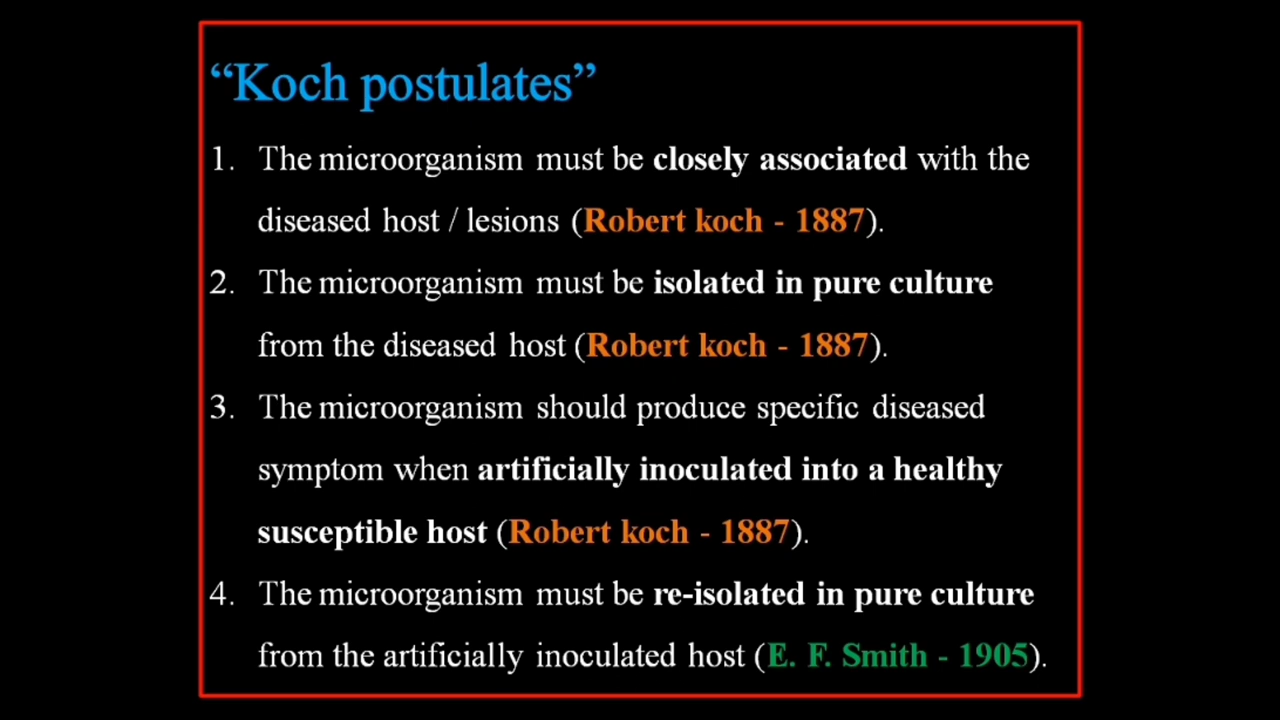 “Koch postulates”
1. The microorganism must be closely associated with the
diseased host / lesions (Robert koch - 1887).
2. The microorganism must be isolated in pure culture
from the diseased host (Robert koch - 1887).
3. The microorganism should produce specific diseased
symptom when artificially inoculated into a healthy
susceptible host (Robert koch - 1887).
4. The microorganism must be re-isolated in pure culture
from the artificially inoculated host (E. F. Smith - 1905).